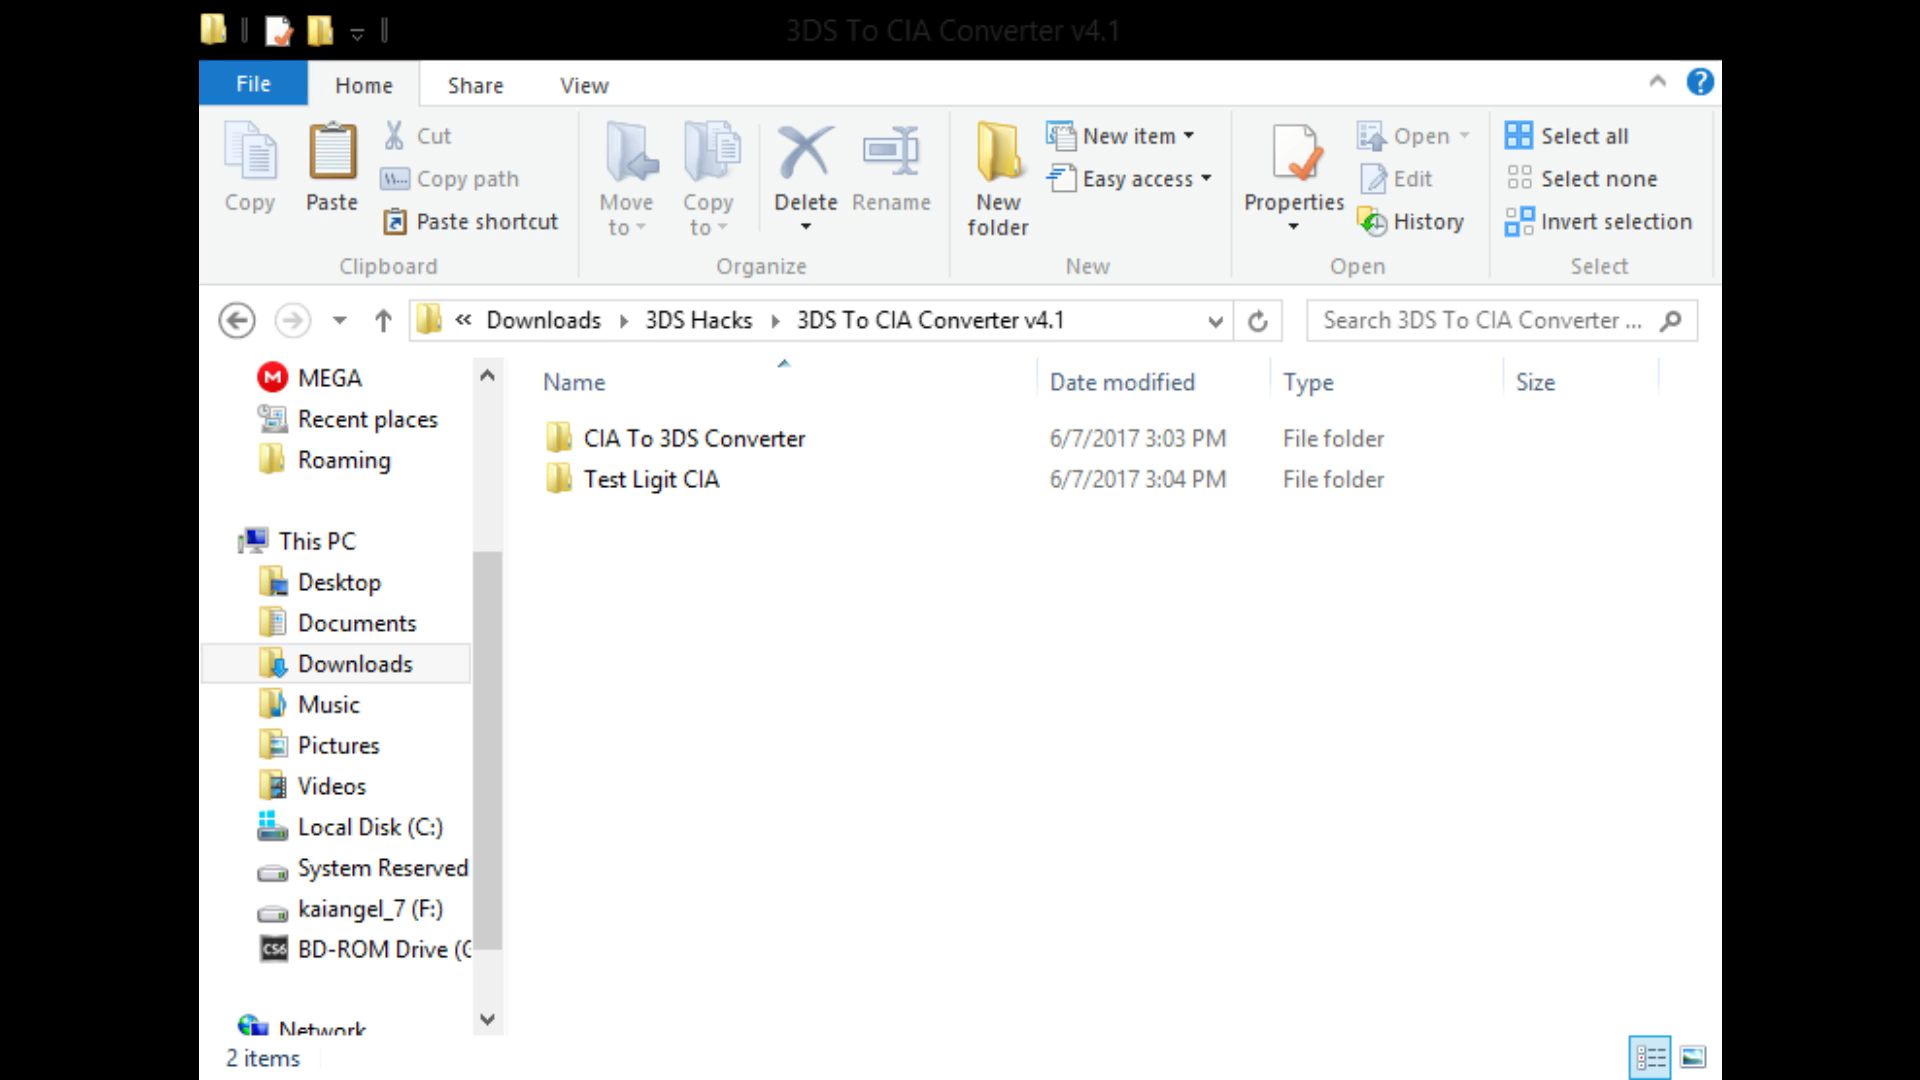 3DS To CIA Converter v4.1
File Home Share View
Copy
Paste
Cut
Copy path
Paste shortcut
Clipboard
Move to
Copy to
Delete
Rename
Organize
New folder
New item
Easy access
New
Properties
Open
Edit
History
Open
Select all
Select none
Invert selection
Select
« Downloads 3DS Hacks 3DS To CIA Converter v4.1
Search 3DS To CIA Converter ...
MEGA
Recent places
Roaming
This PC
Desktop
Documents
Downloads
Music
Pictures
Videos
Local Disk (C:)
System Reserved
kaiangel_7 (F:)
CS6 BD-ROM Drive (G
Network
Name Date modified Type Size
CIA To 3DS Converter 6/7/2017 3:03 PM File folder
Test Ligit CIA 6/7/2017 3:04 PM File folder
2 items